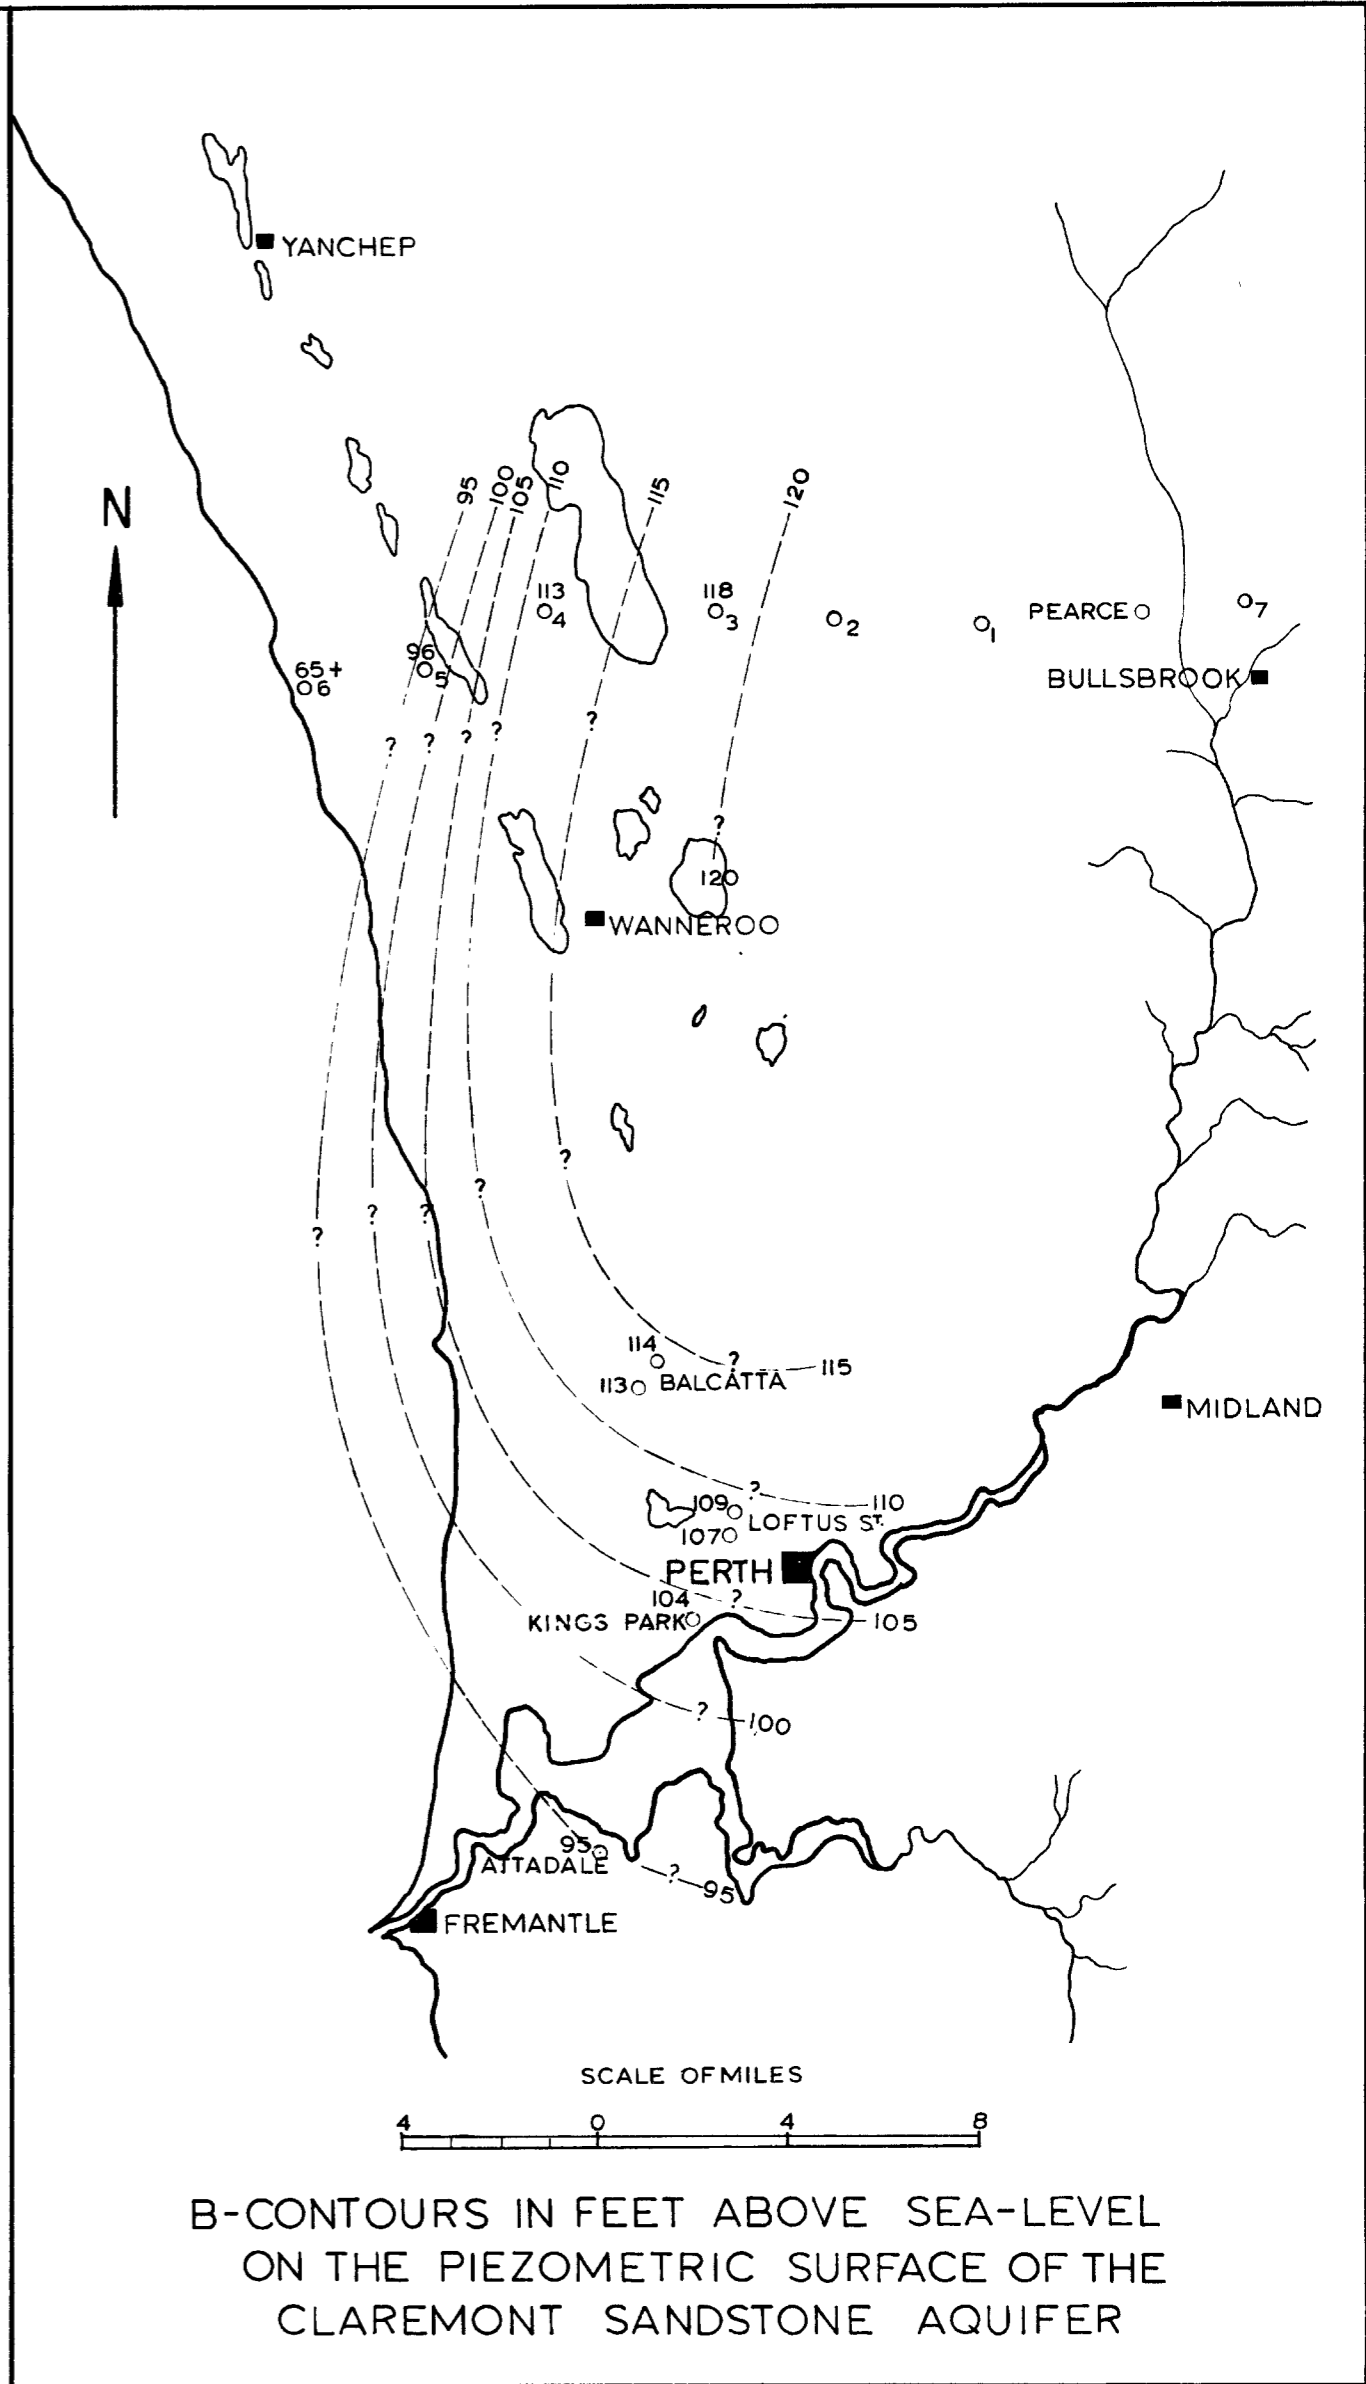 YANCHEP
N
95
100
105
110
115
120
113
4
118
3
2
1
PEARCE
7
BULLSBROOK
96
5
65+
6
?
?
?
?
?
?
120
WANNEROO
?
?
?
?
?
114
? 115
113 BALCATTA
MIDLAND
? 110
109
LOFTUS ST.
107
PERTH
104
?
KINGS PARK
105
? 100
95
ATTADALE
? 95
FREMANTLE
SCALE OF MILES
4 0 4 8
B-CONTOURS IN FEET ABOVE SEA-LEVEL
ON THE PIEZOMETRIC SURFACE OF THE
CLAREMONT SANDSTONE AQUIFER